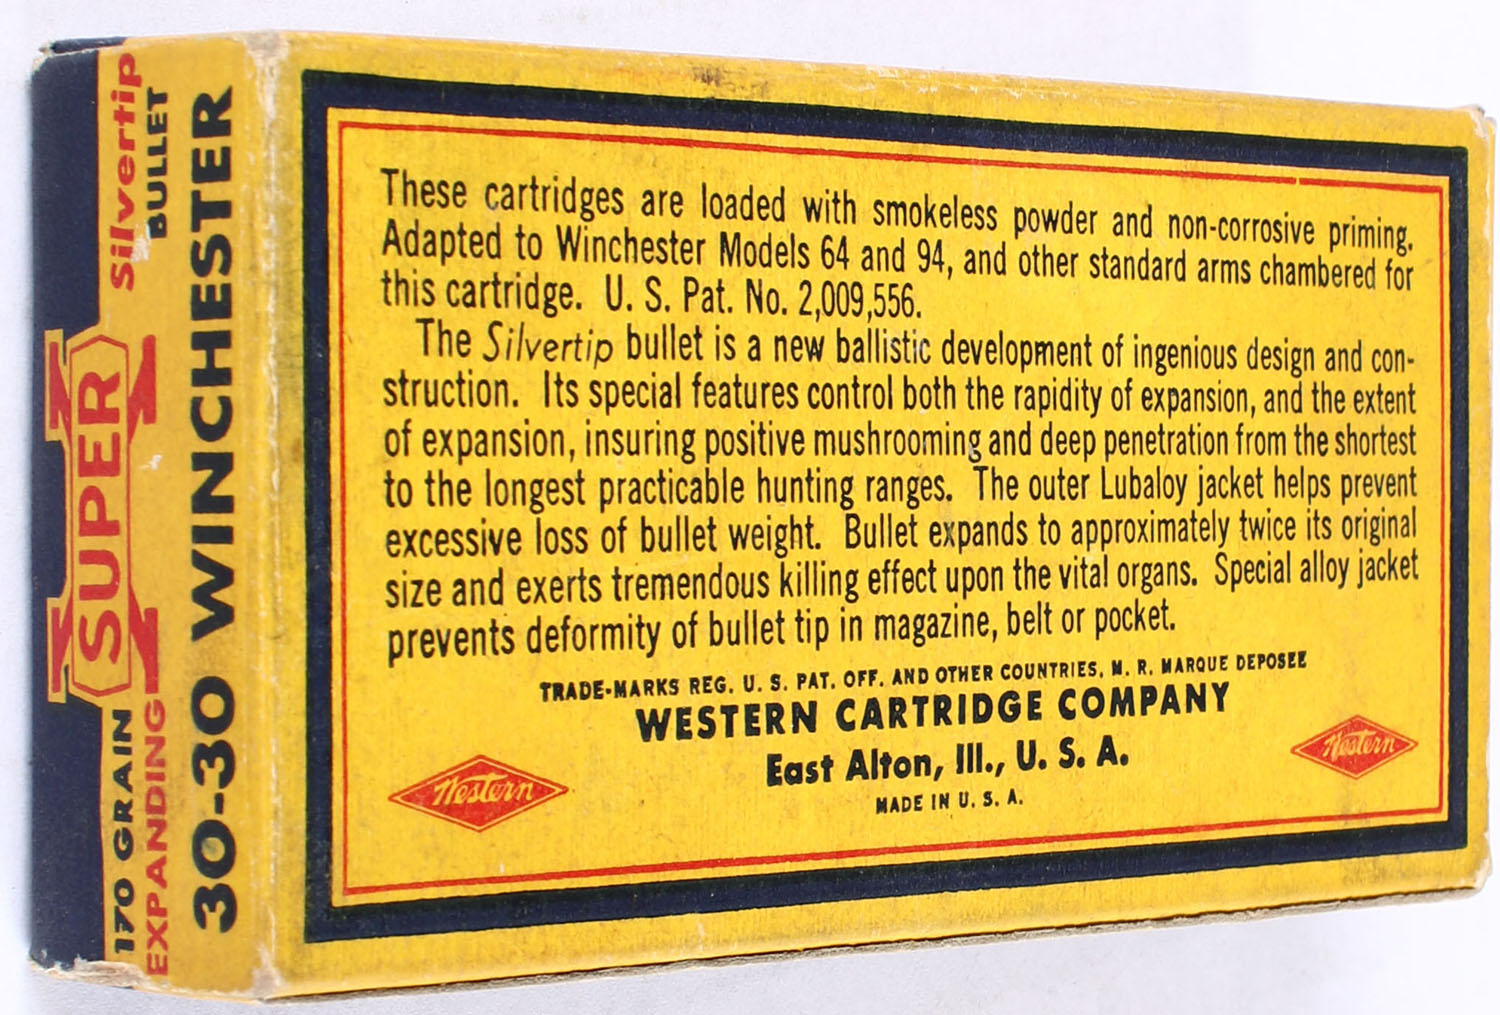 These cartridges are loaded with smokeless powder and non-corrosive priming.
Adapted to Winchester Models 64 and 94, and other standard arms chambered for
this cartridge. U. S. Pat. No. 2,009,556.
The Silvertip bullet is a new ballistic development of ingenious design and con-
struction. Its special features control both the rapidity of expansion, and the extent
of expansion, insuring positive mushrooming and deep penetration from the shortest
to the longest practicable hunting ranges. The outer Lubaloy jacket helps prevent
excessive loss of bullet weight. Bullet expands to approximately twice its original
size and exerts tremendous killing effect upon the vital organs. Special alloy jacket
prevents deformity of bullet tip in magazine, belt or pocket.
TRADE-MARKS REG. U. S. PAT. OFF. AND OTHER COUNTRIES. M. R. MARQUE DEPOSEE
WESTERN CARTRIDGE COMPANY
East Alton, Ill., U. S. A.
MADE IN U. S. A.
Western
Western
170 GRAIN
EXPANDING
SUPER
X
Silvertip
BULLET
30-30 WINCHESTER